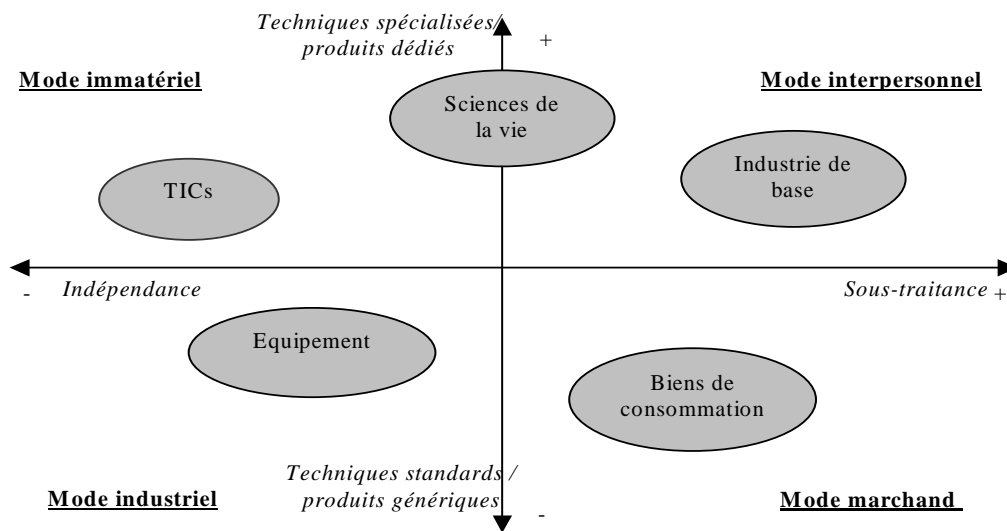 Techniques spécialisées/
produits dédiés
+
Mode immatériel
Mode interpersonnel
Sciences de
la vie
TICs
Industrie de
base
- Indépendance
Sous-traitance +
Equipement
Biens de
consommation
Techniques standards /
produits génériques
-
Mode industriel
Mode marchand